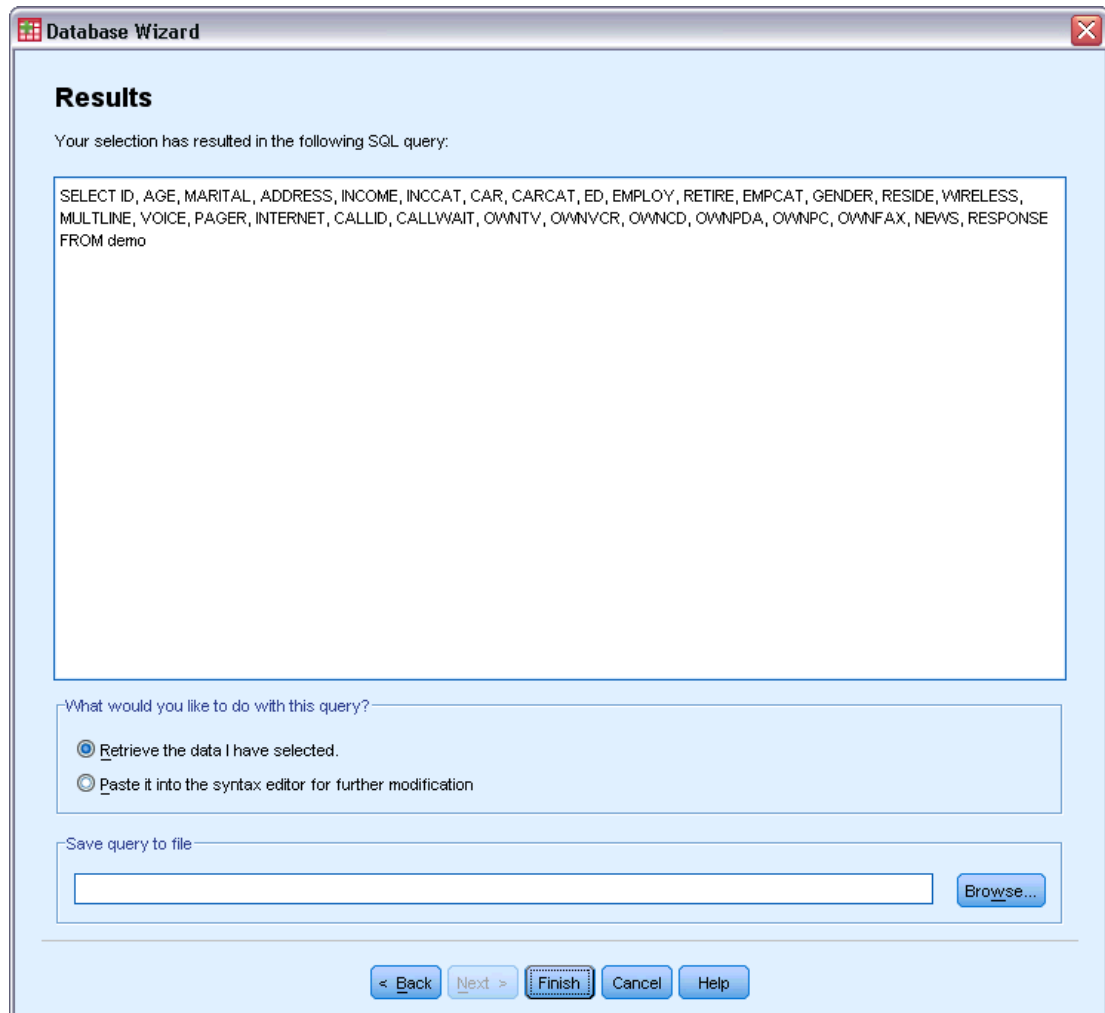 Database Wizard
Results
Your selection has resulted in the following SQL query:
SELECT ID, AGE, MARITAL, ADDRESS, INCOME, INCCAT, CAR, CARCAT, ED, EMPLOY, RETIRE, EMPCAT, GENDER, RESIDE, WIRELESS,
MULTLINE, VOICE, PAGER, INTERNET, CALLID, CALLWAIT, OWNTV, OWNVCR, OWNCD, OWNPDA, OWNPC, OWNFAX, NEWS, RESPONSE
FROM demo
What would you like to do with this query?
Retrieve the data I have selected.
Paste it into the syntax editor for further modification
Save query to file
Browse...
< Back Next > Finish Cancel Help